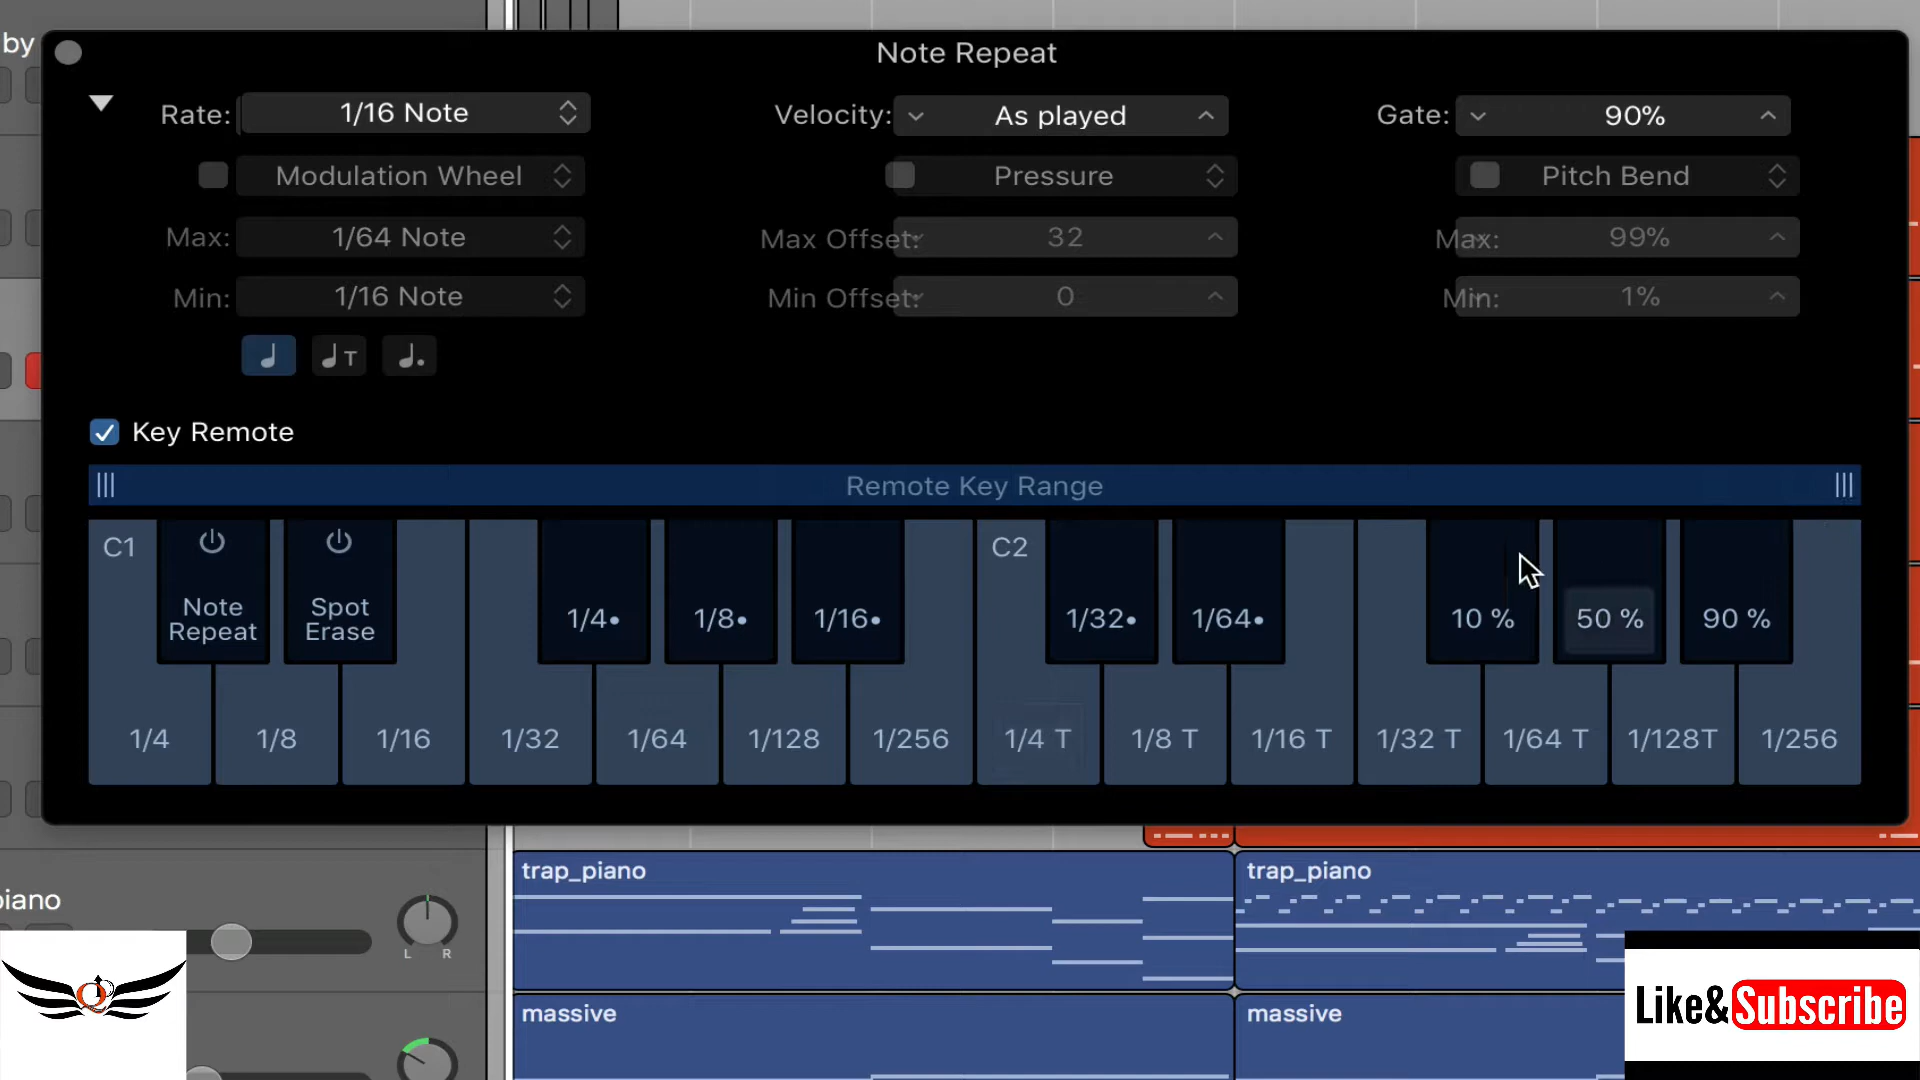 by
Note Repeat
Rate: 1/16 Note
Velocity: As played
Gate: 90%
Modulation Wheel
Pressure
Pitch Bend
Max: 1/64 Note
Max Offset: 32
Max: 99%
Min: 1/16 Note
Min Offset: 0
Min: 1%
T
Key Remote
Remote Key Range
C1
C2
Note
Repeat
Spot
Erase
1/4•
1/8•
1/16•
1/32•
1/64•
10 %
50 %
90 %
1/4
1/8
1/16
1/32
1/64
1/128
1/256
1/4 T
1/8 T
1/16 T
1/32 T
1/64 T
1/128T
1/256
trap_piano
trap_piano
iano
L R
massive
massive
Like&Subscribe